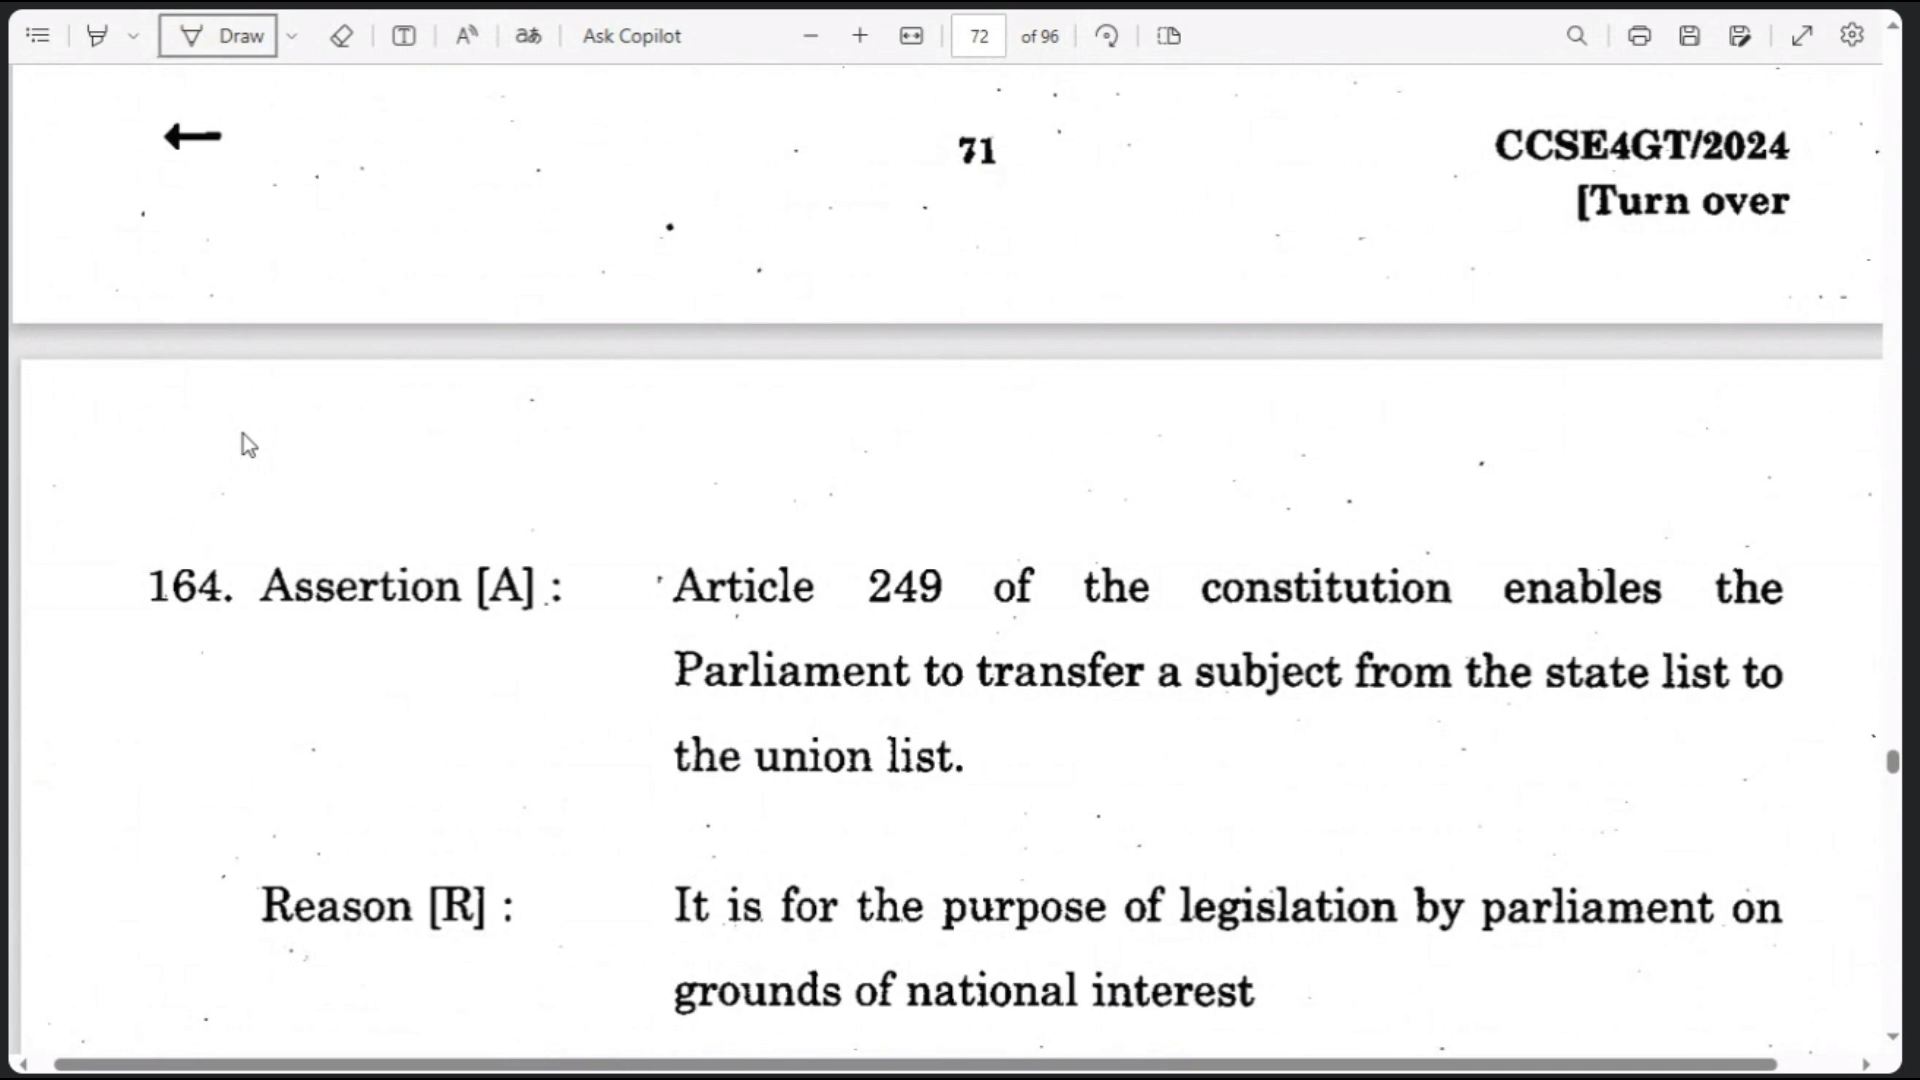 Draw
Ask Copilot
72 of 96
71
CCSE4GT/2024
[Turn over
164. Assertion [A] : Article 249 of the constitution enables the
Parliament to transfer a subject from the state list to
the union list.
Reason [R] : It is for the purpose of legislation by parliament on
grounds of national interest